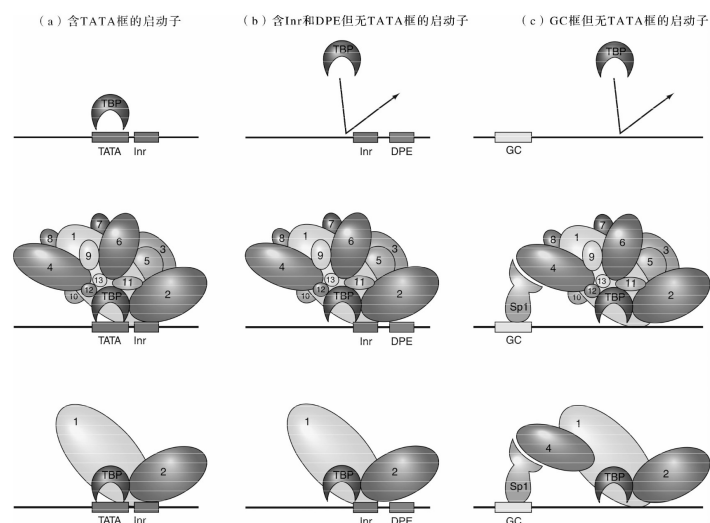 （a）含TATA框的启动子
（b）含Inr和DPE但无TATA框的启动子
（c）GC框但无TATA框的启动子
TBP
TATA Inr
TBP
Inr DPE
TBP
GC
7
8 1 6 3
9 5
4
13 11
12 2
10 TBP
TATA Inr
7
8 1 6 3
9 5
4
13 11
12 2
10 TBP
Inr DPE
7
8 1 6 3
9 5
4
13 11
12 2
10 TBP
Sp1
GC
1
2
TBP
TATA Inr
1
2
TBP
Inr DPE
1
4
2
TBP
Sp1
GC